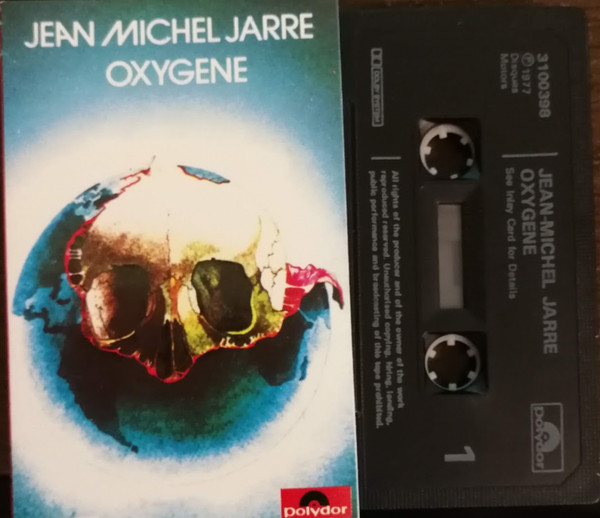 JEAN MICHEL JARRE
OXYGENE
polydor
3100398
Ⓟ 1977
Disques
Motors
DOLBY SYSTEM
JEAN-MICHEL JARRE
OXYGENE
See Inlay Card for Details
All rights of the producer and of the owner of the work
reproduced reserved. Unauthorised copying, hiring, lending,
public performance and broadcasting of this tape prohibited.
1
polydor